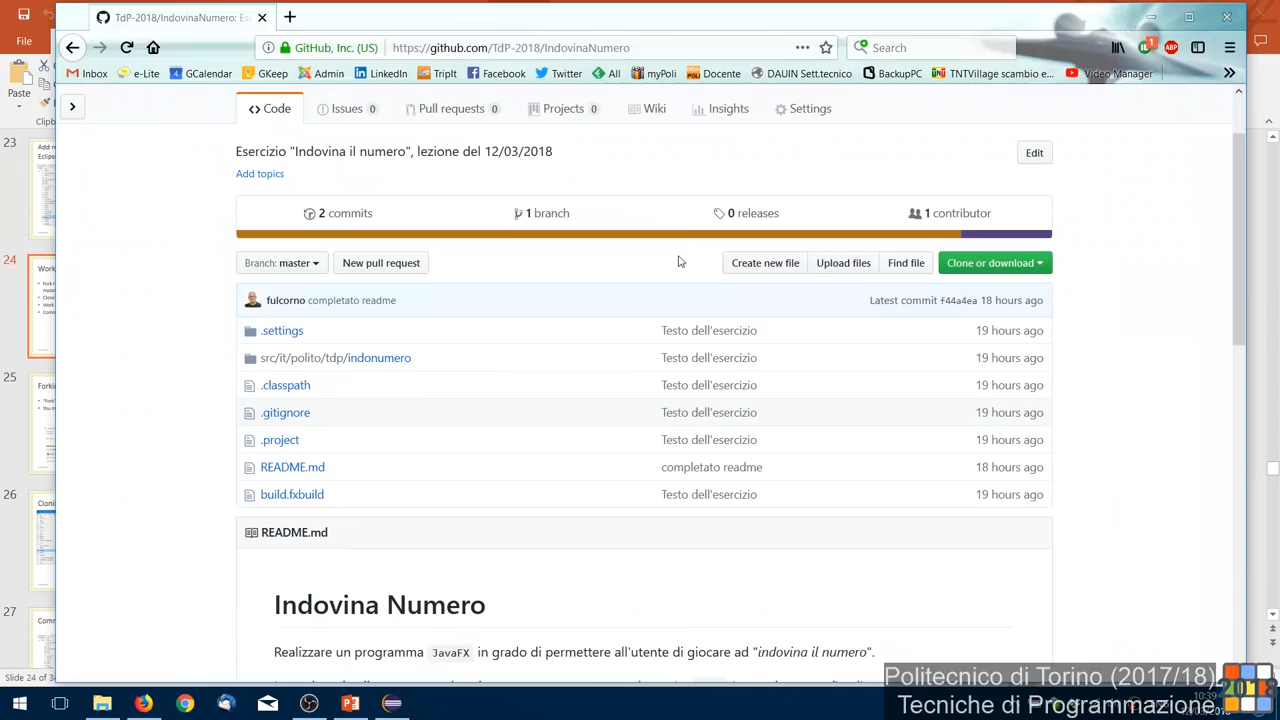 TdP-2018/IndovinaNumero: Ese
File
GitHub, Inc. (US)
https://github.com/TdP-2018/IndovinaNumero
Search
1
Paste
Inbox
e-Lite
GCalendar
GKeep
Admin
LinkedIn
TripIt
Facebook
Twitter
All
myPoli
Docente
DAUIN Sett.tecnico
BackupPC
TNTVillage scambio e...
Video Manager
Clipb
Code
Issues 0
Pull requests 0
Projects 0
Wiki
Insights
Settings
23
Esercizio "Indovina il numero", lezione del 12/03/2018
Edit
Add topics
2 commits
1 branch
0 releases
1 contributor
24
Branch: master
New pull request
Create new file
Upload files
Find file
Clone or download
fulcorno completato readme
Latest commit f44a4ea 18 hours ago
.settings
Testo dell'esercizio
19 hours ago
src/it/polito/tdp/indonumero
Testo dell'esercizio
19 hours ago
25
.classpath
Testo dell'esercizio
19 hours ago
.gitignore
Testo dell'esercizio
19 hours ago
.project
Testo dell'esercizio
19 hours ago
README.md
completato readme
18 hours ago
26
build.fxbuild
Testo dell'esercizio
19 hours ago
README.md
Indovina Numero
27
Realizzare un programma JavaFX in grado di permettere all'utente di giocare ad "indovina il numero".
Slide 24 of 3
Politecnico di Torino (2017/18)
Tecniche di Programmazione
2018
10:39